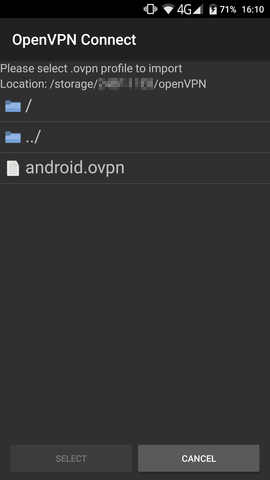 4G 71% 16:10
OpenVPN Connect
Please select .ovpn profile to import
Location: /storage/ /openVPN
/
../
android.ovpn
SELECT CANCEL